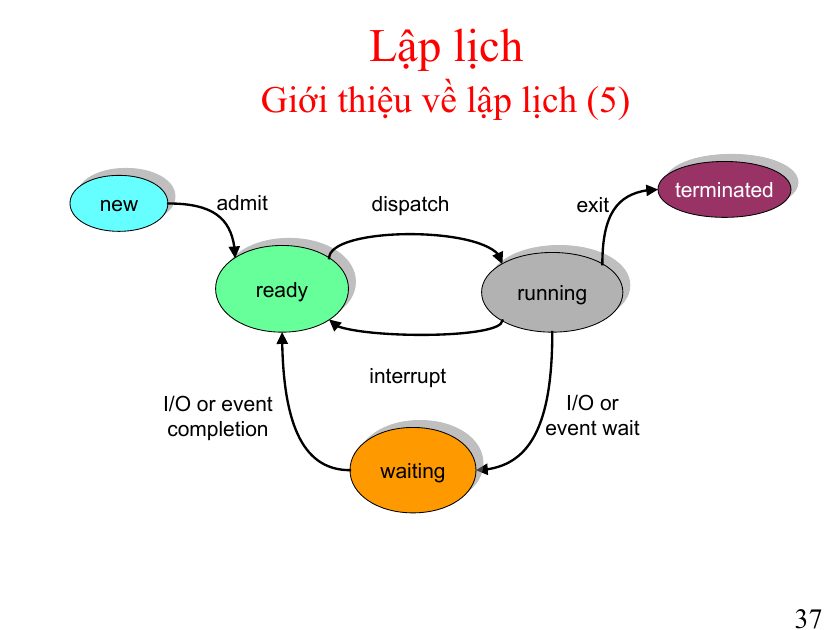 Lập lịch
Giới thiệu về lập lịch (5)
new
admit
dispatch
exit
terminated
ready
running
interrupt
I/O or event
completion
I/O or
event wait
waiting
37